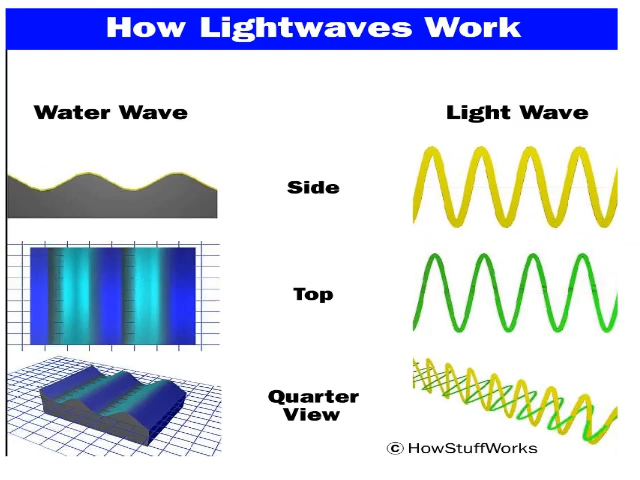 How Lightwaves Work
Water Wave
Light Wave
Side
Top
Quarter
View
© HowStuffWorks